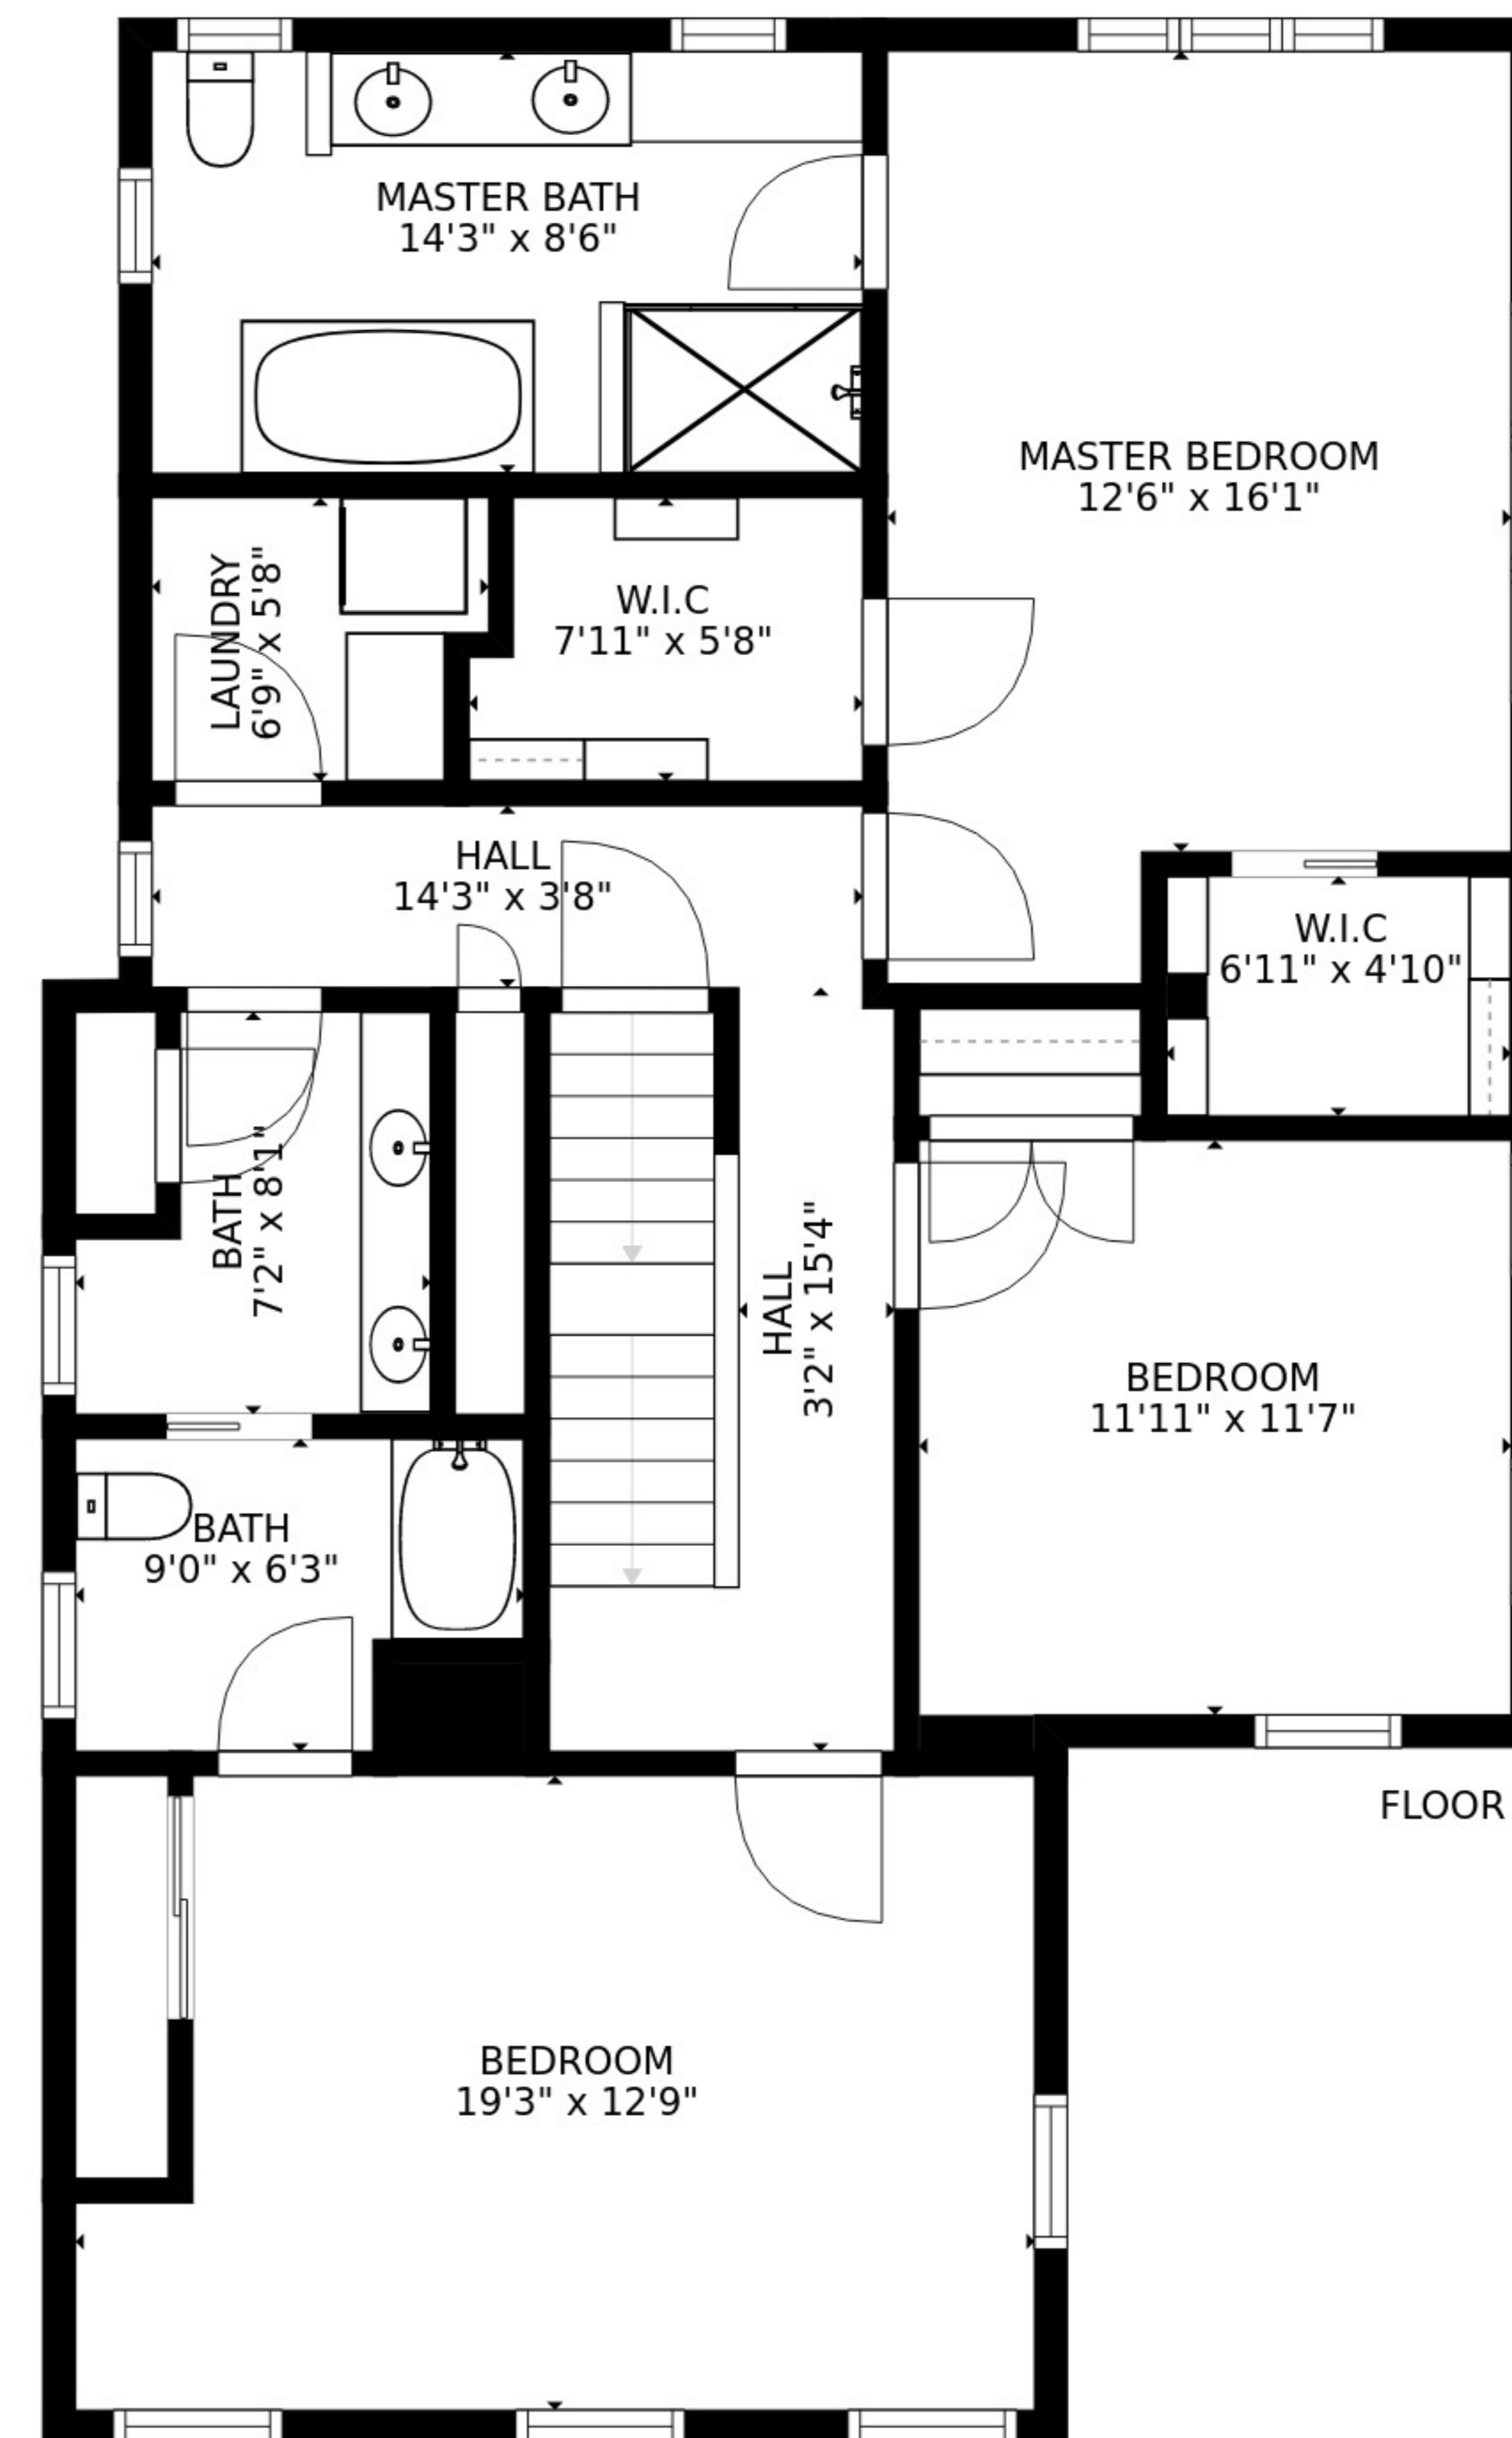 MASTER BATH
14'3" x 8'6"
MASTER BEDROOM
12'6" x 16'1"
LAUNDRY
6'9" x 5'8"
W.I.C
7'11" x 5'8"
HALL
14'3" x 3'8"
W.I.C
6'11" x 4'10"
BATH
7'2" x 8'1"
HALL
3'2" x 15'4"
BEDROOM
11'11" x 11'7"
BATH
9'0" x 6'3"
FLOOR
BEDROOM
19'3" x 12'9"